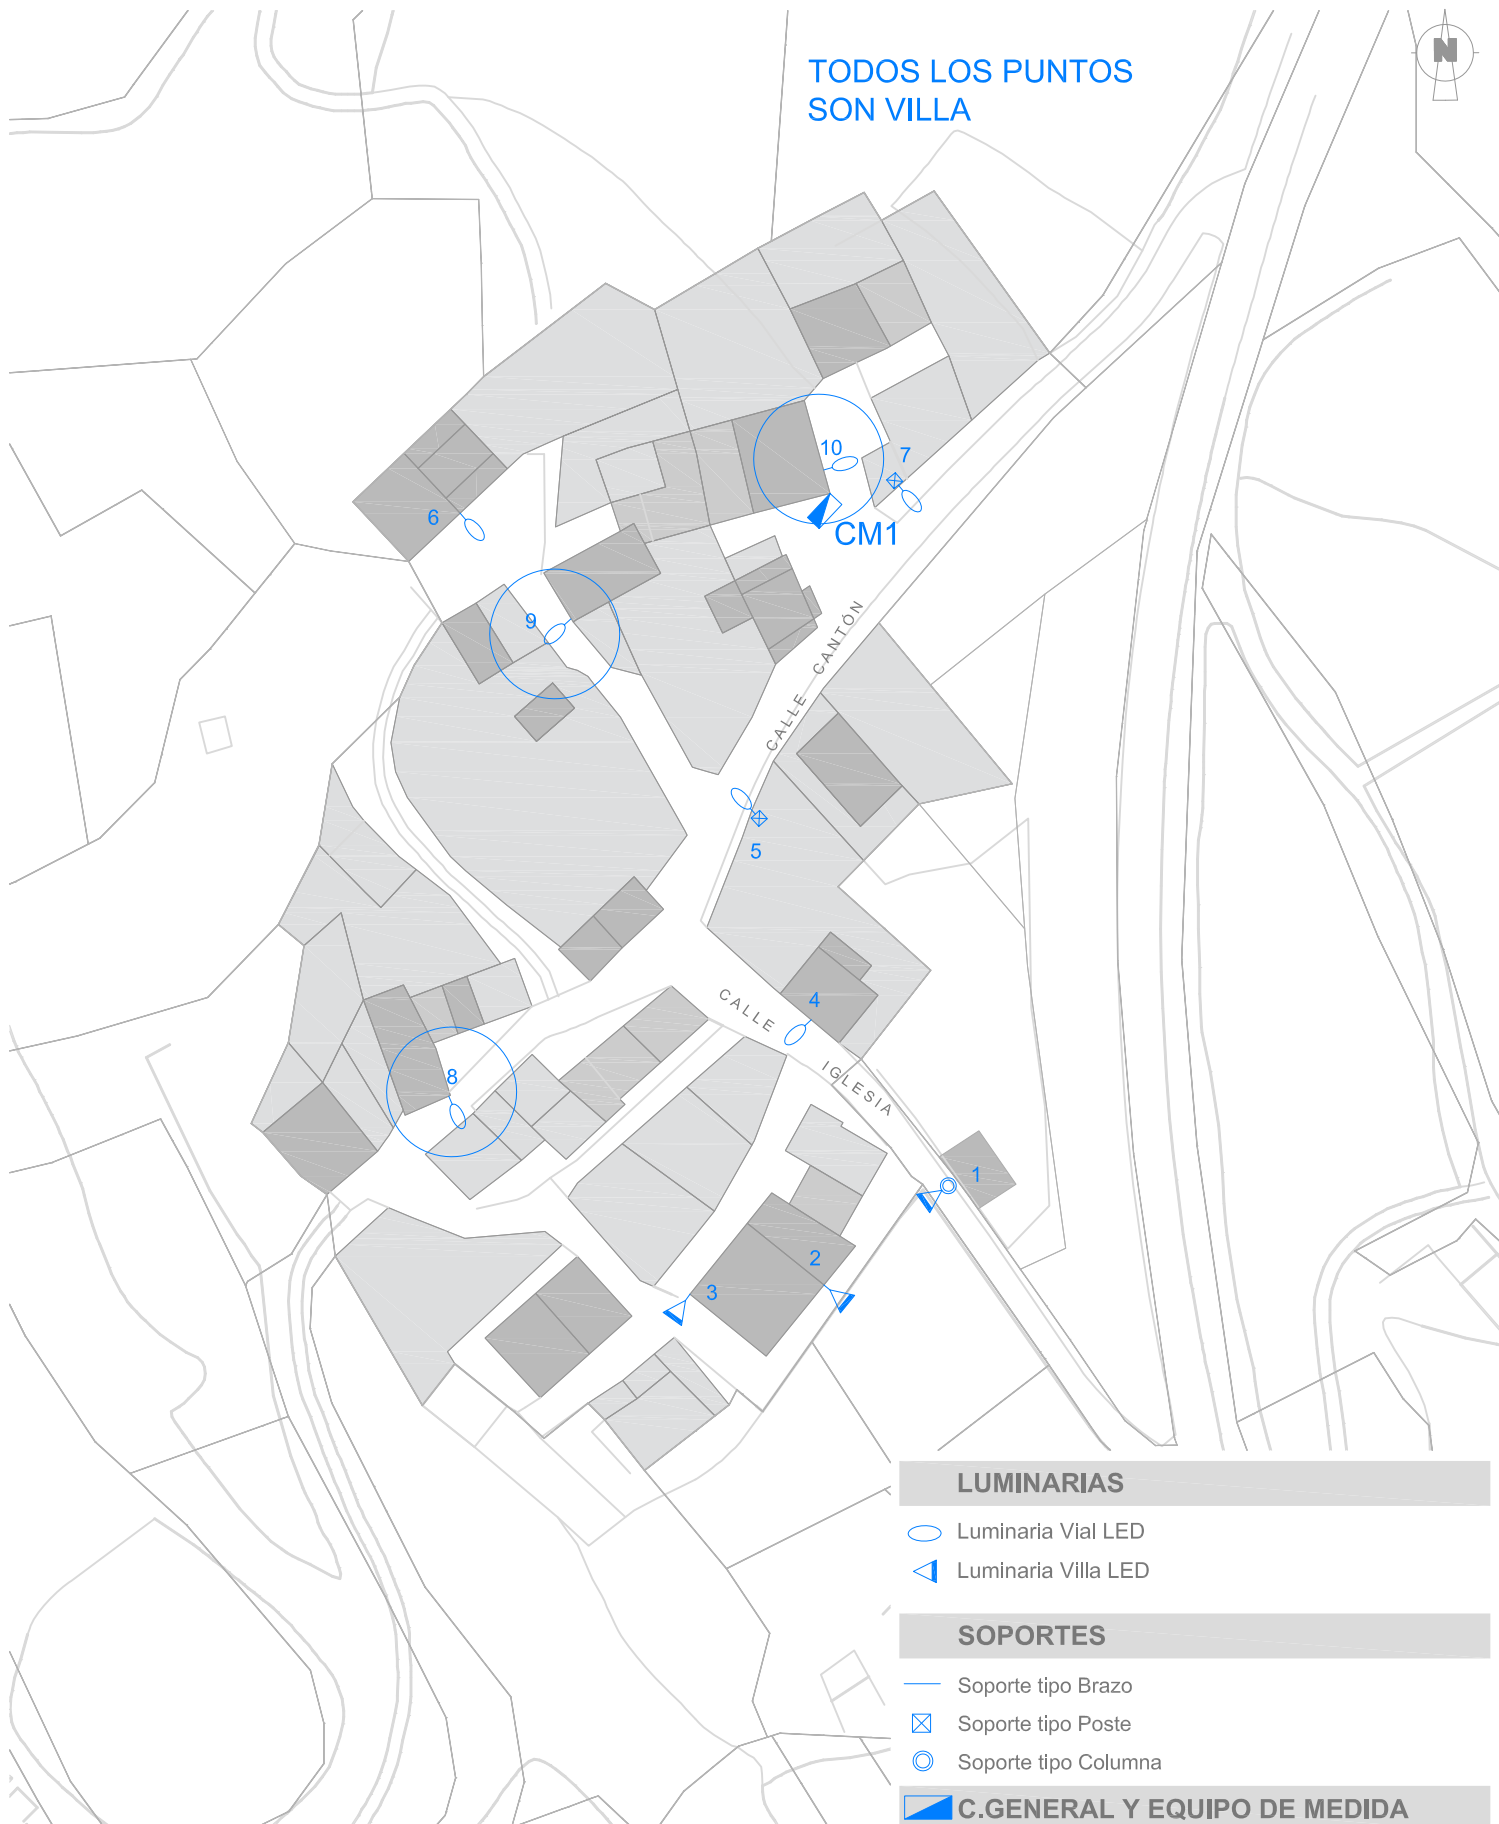 N
TODOS LOS PUNTOS
SON VILLA
10
7
6
CM1
9
CALLE CANTÓN
5
CALLE IGLESIA
4
8
1
2
3
LUMINARIAS
Luminaria Vial LED
Luminaria Villa LED
SOPORTES
Soporte tipo Brazo
Soporte tipo Poste
Soporte tipo Columna
C.GENERAL Y EQUIPO DE MEDIDA